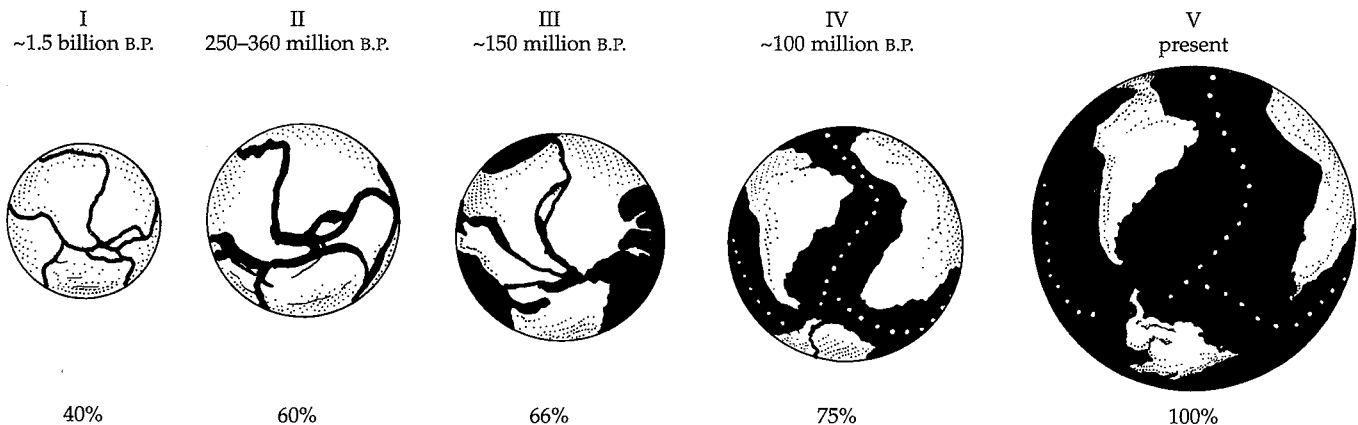 I
~1.5 billion B.P.
II
250–360 million B.P.
III
~150 million B.P.
IV
~100 million B.P.
V
present
40%
60%
66%
75%
100%